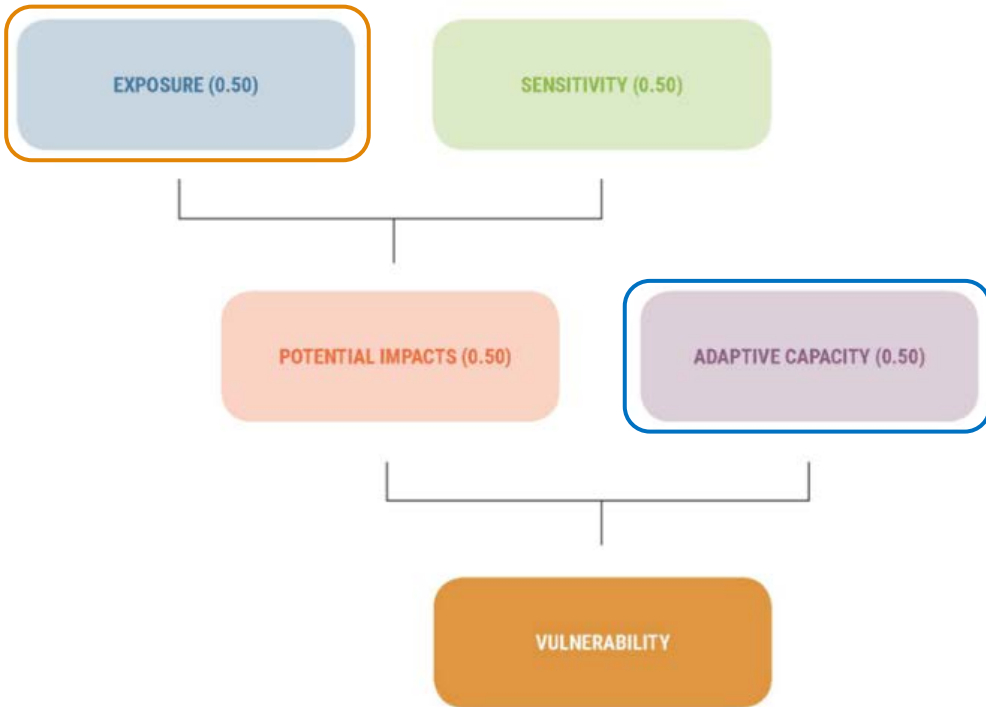 EXPOSURE (0.50)
SENSITIVITY (0.50)
POTENTIAL IMPACTS (0.50)
ADAPTIVE CAPACITY (0.50)
VULNERABILITY